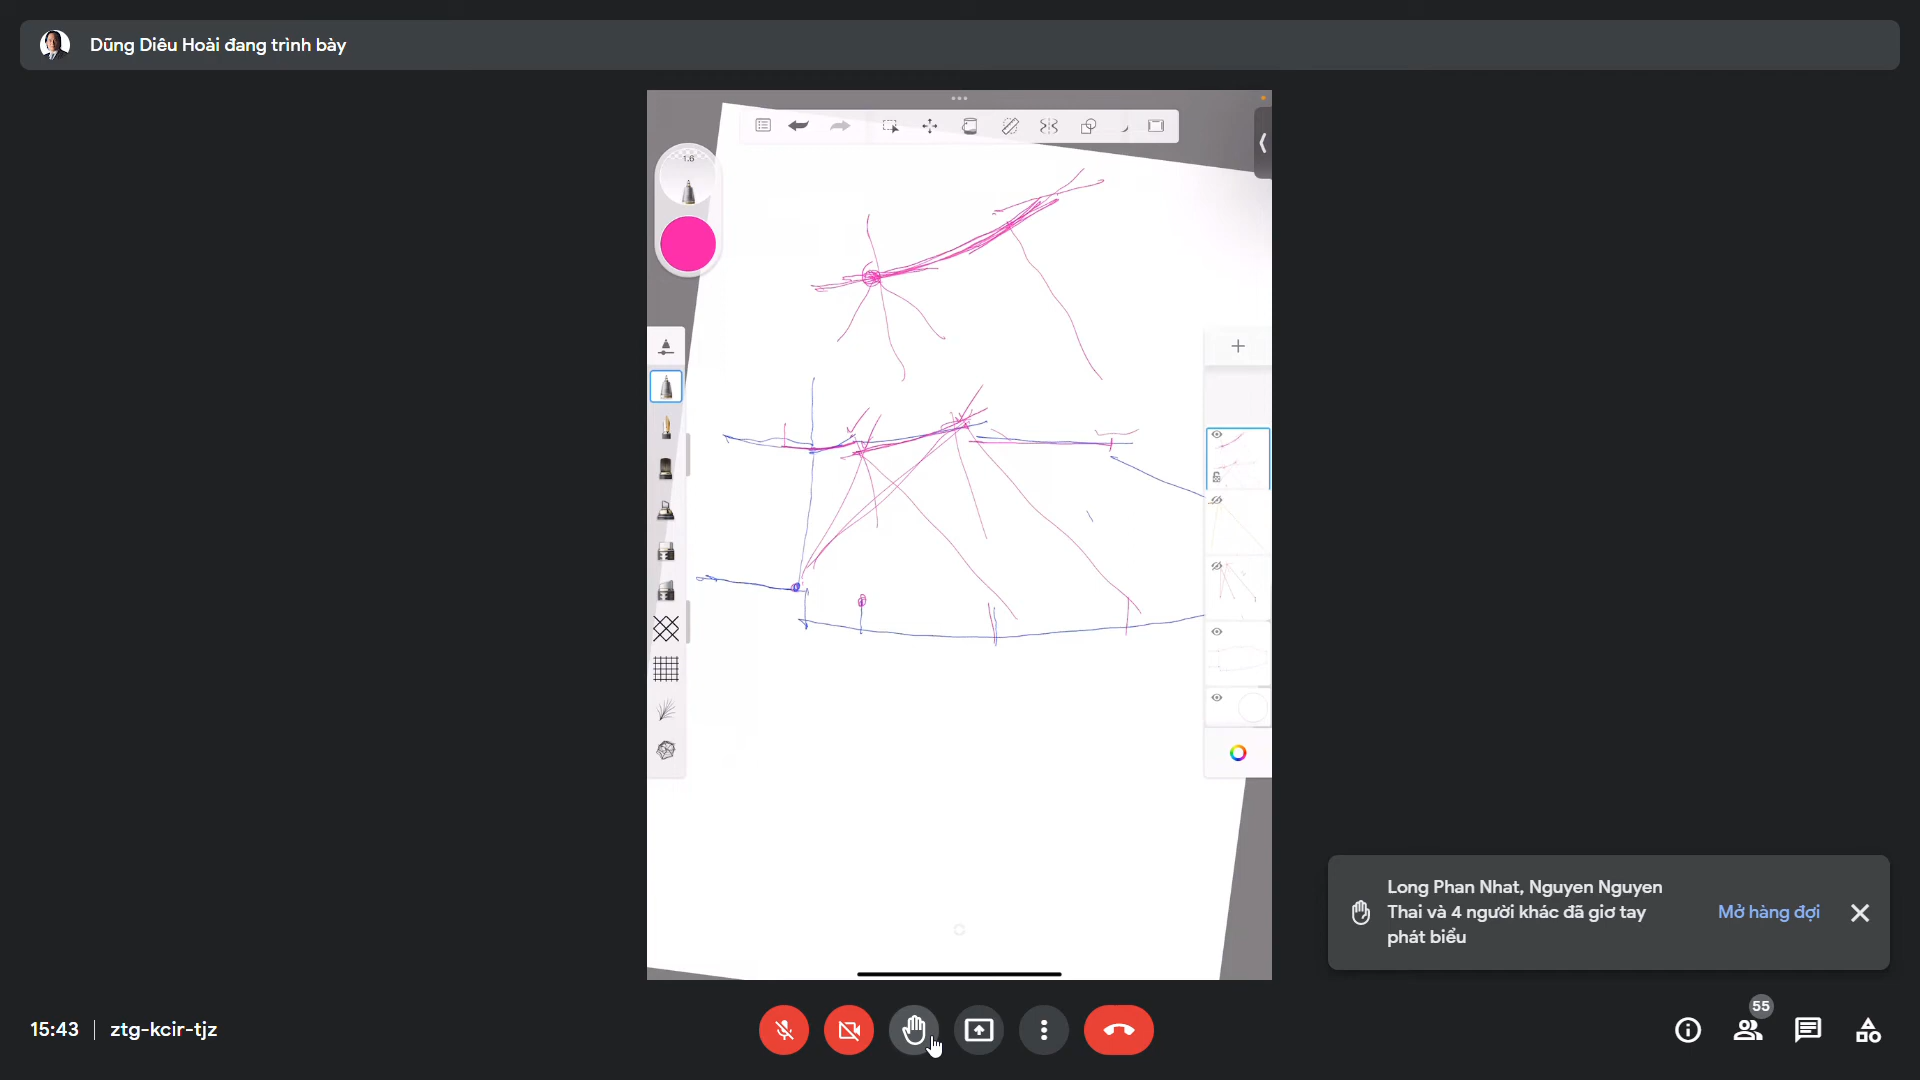 Dũng Diêu Hoài đang trình bày
1.6
Long Phan Nhat, Nguyen Nguyen
Thai và 4 người khác đã giơ tay
phát biểu
Mở hàng đợi
15:43 | ztg-kcir-tjz
55